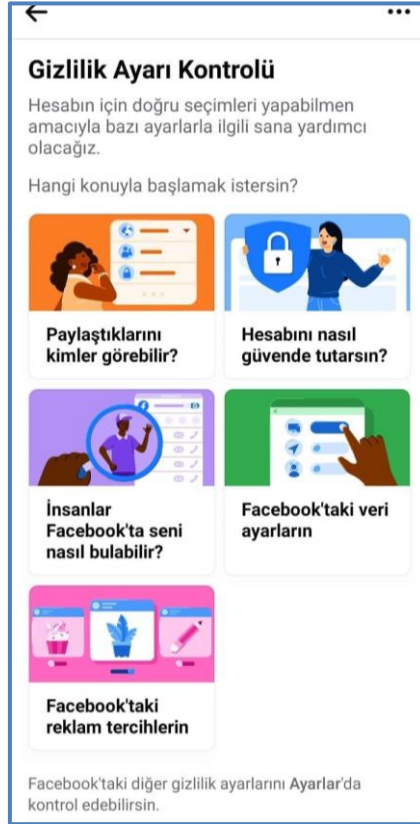 Gizlilik Ayarı Kontrolü
Hesabın için doğru seçimleri yapabilmen
amacıyla bazı ayarlarla ilgili sana yardımcı
olacağız.
Hangi konuyla başlamak istersin?
Paylaştıklarını
kimler görebilir?
Hesabını nasıl
güvende tutarsın?
İnsanlar
Facebook'ta seni
nasıl bulabilir?
Facebook'taki veri
ayarların
Facebook'taki
reklam tercihlerin
Facebook'taki diğer gizlilik ayarlarını Ayarlar'da
kontrol edebilirsin.